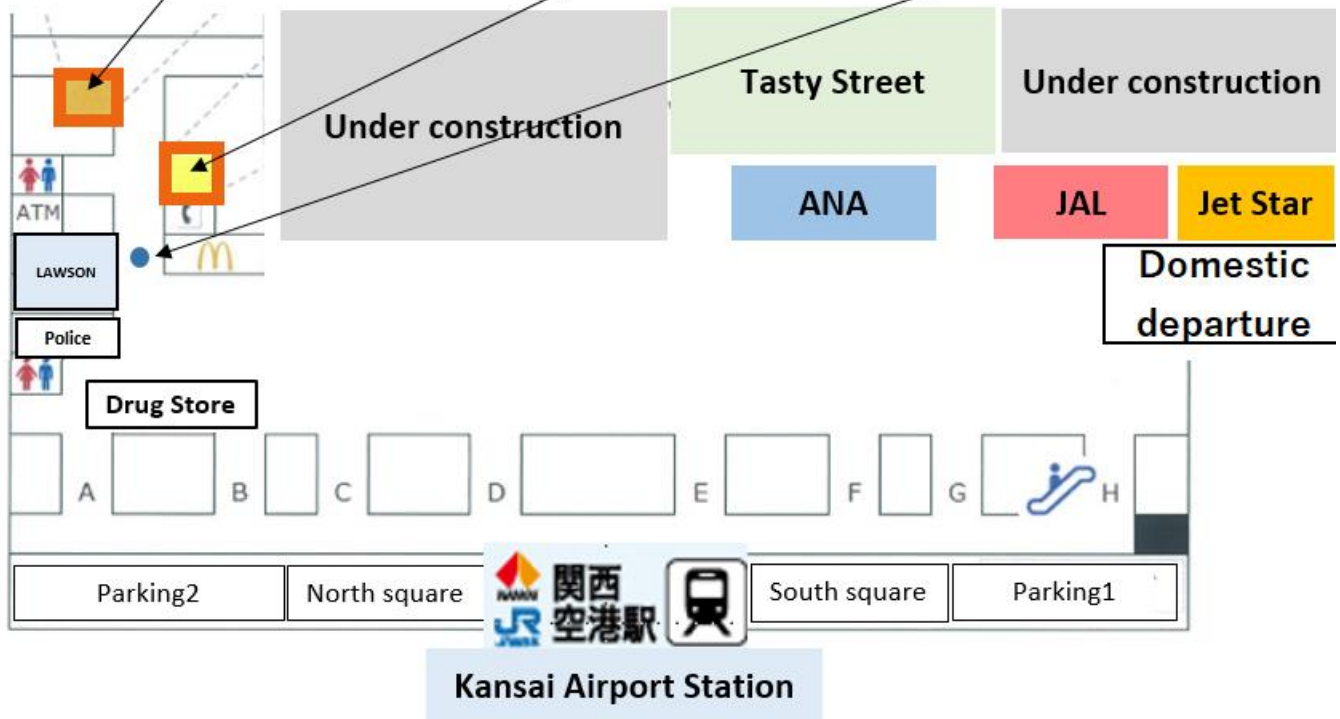 Under construction
Tasty Street
Under construction
ANA
JAL
Jet Star
ATM
LAWSON
Domestic
departure
Police
Drug Store
A
B
C
D
E
F
G
H
Parking2
North square
関西
空港駅
JR
South square
Parking1
Kansai Airport Station